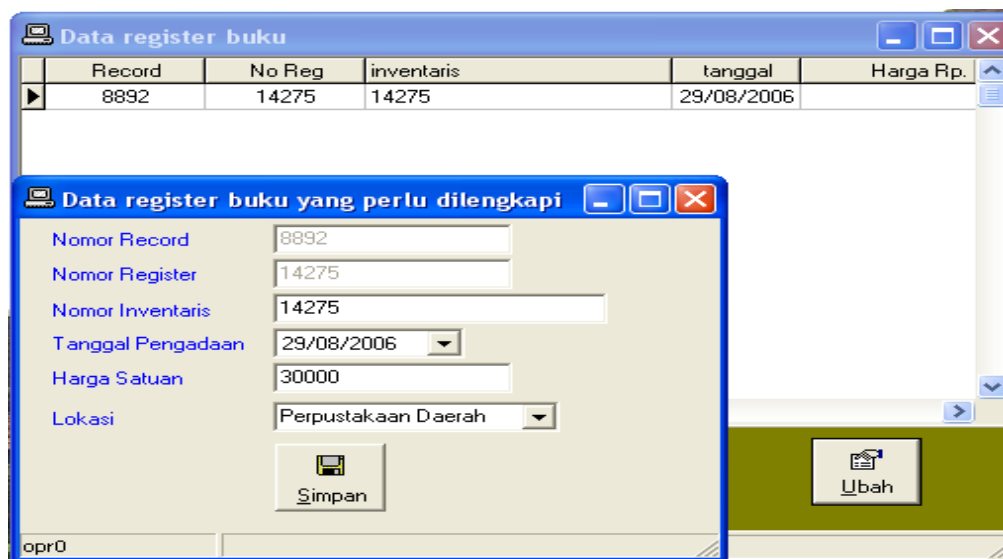 Data register buku
Record No Reg inventaris tanggal Harga Rp.
8892 14275 14275 29/08/2006
Data register buku yang perlu dilengkapi
Nomor Record 8892
Nomor Register 14275
Nomor Inventaris 14275
Tanggal Pengadaan 29/08/2006
Harga Satuan 30000
Lokasi Perpustakaan Daerah
Simpan
Ubah
opr0